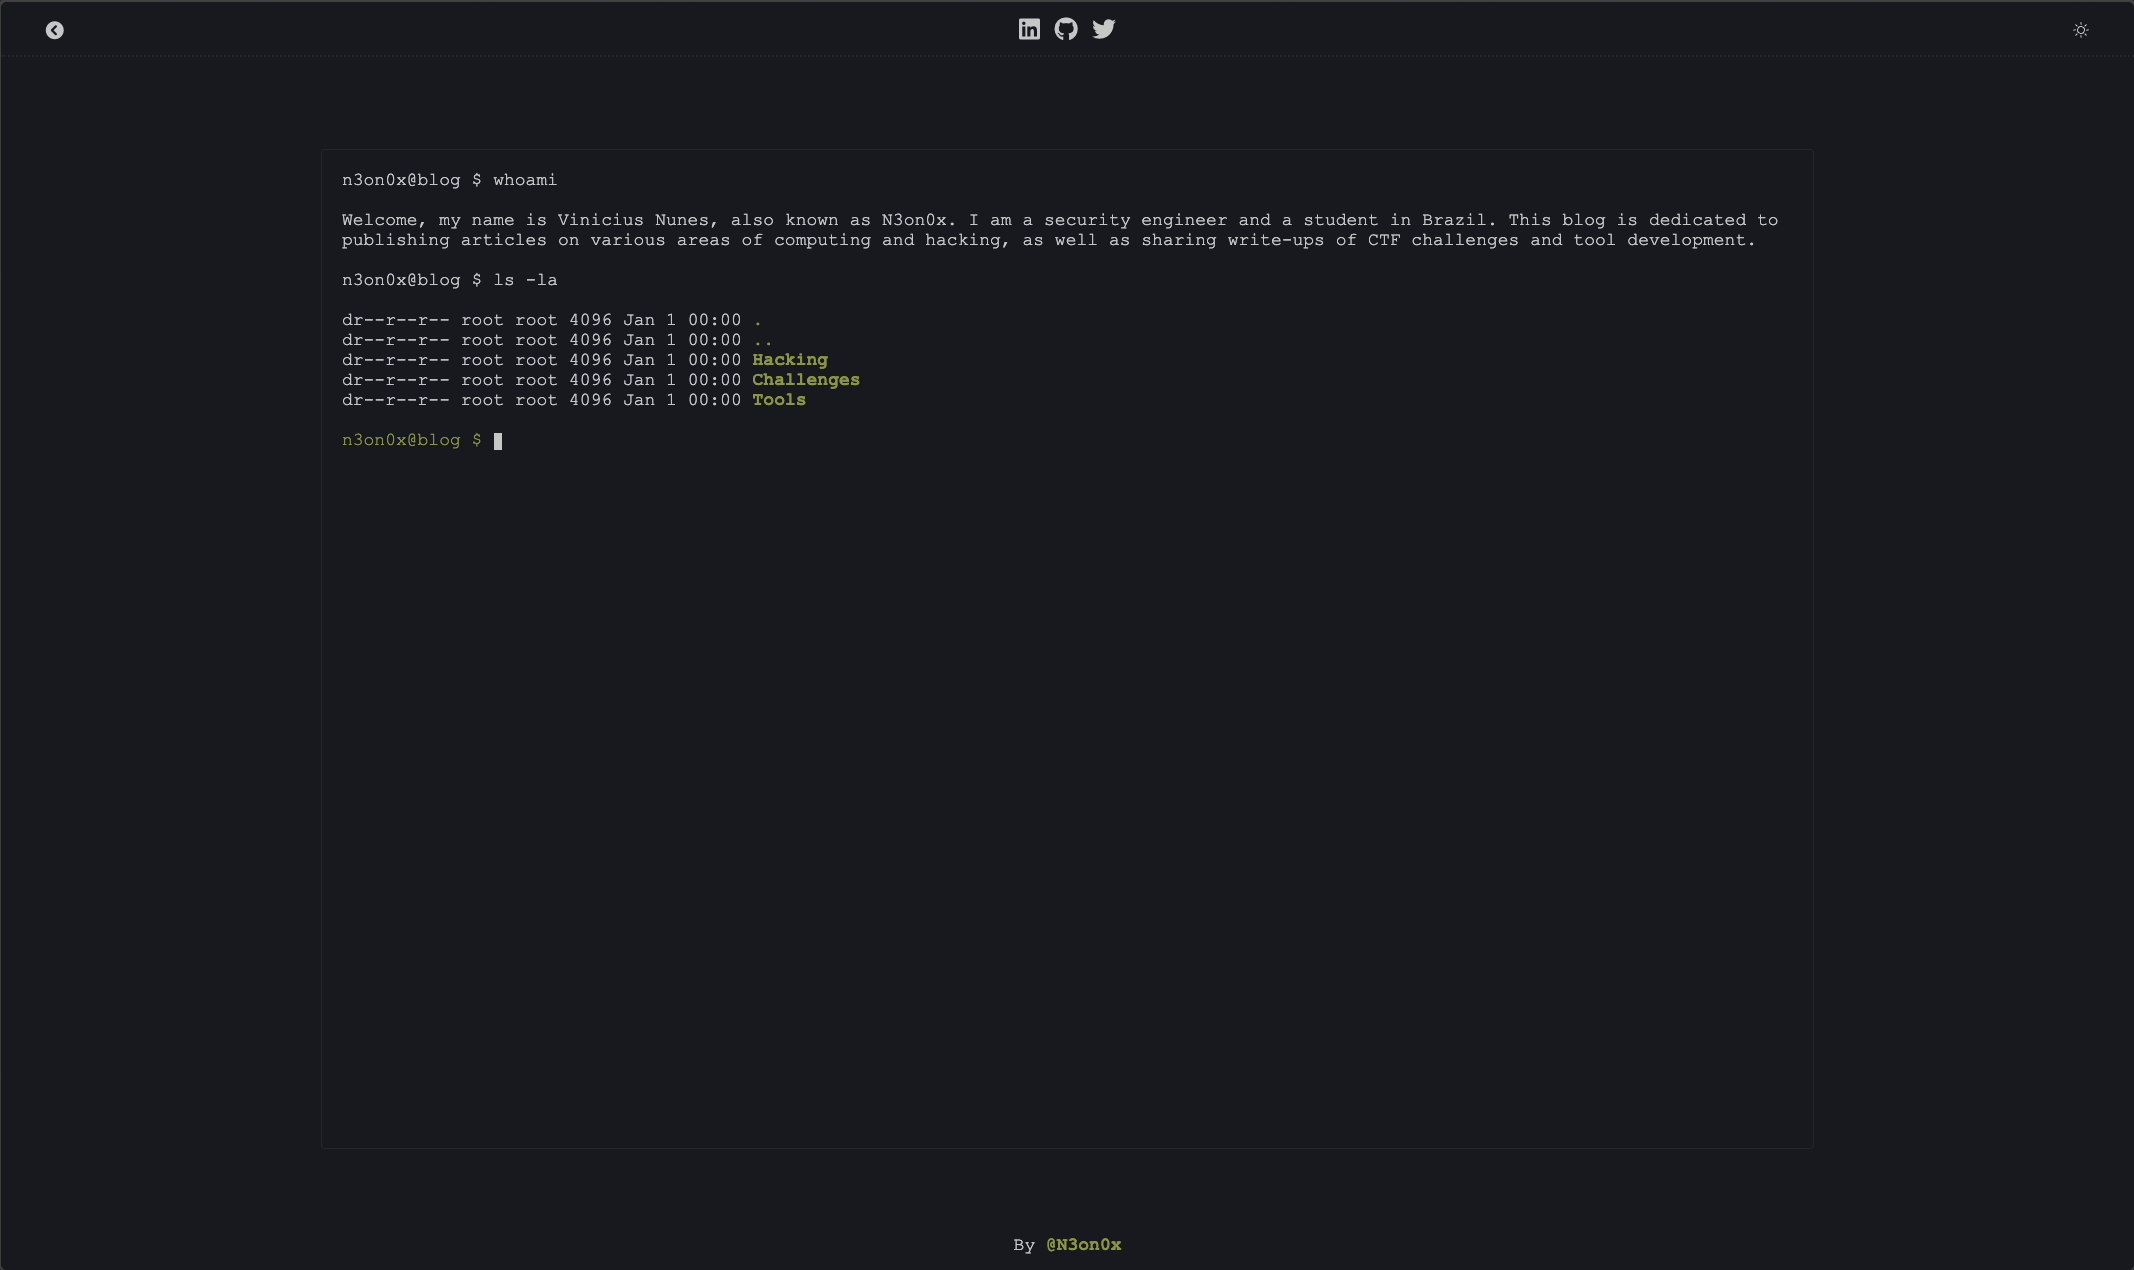 n3on0x@blog $ whoami
Welcome, my name is Vinicius Nunes, also known as N3on0x. I am a security engineer and a student in Brazil. This blog is dedicated to
publishing articles on various areas of computing and hacking, as well as sharing write-ups of CTF challenges and tool development.
n3on0x@blog $ ls -la
dr--r--r-- root root 4096 Jan 1 00:00 .
dr--r--r-- root root 4096 Jan 1 00:00 ..
dr--r--r-- root root 4096 Jan 1 00:00 Hacking
dr--r--r-- root root 4096 Jan 1 00:00 Challenges
dr--r--r-- root root 4096 Jan 1 00:00 Tools
n3on0x@blog $
By @N3on0x